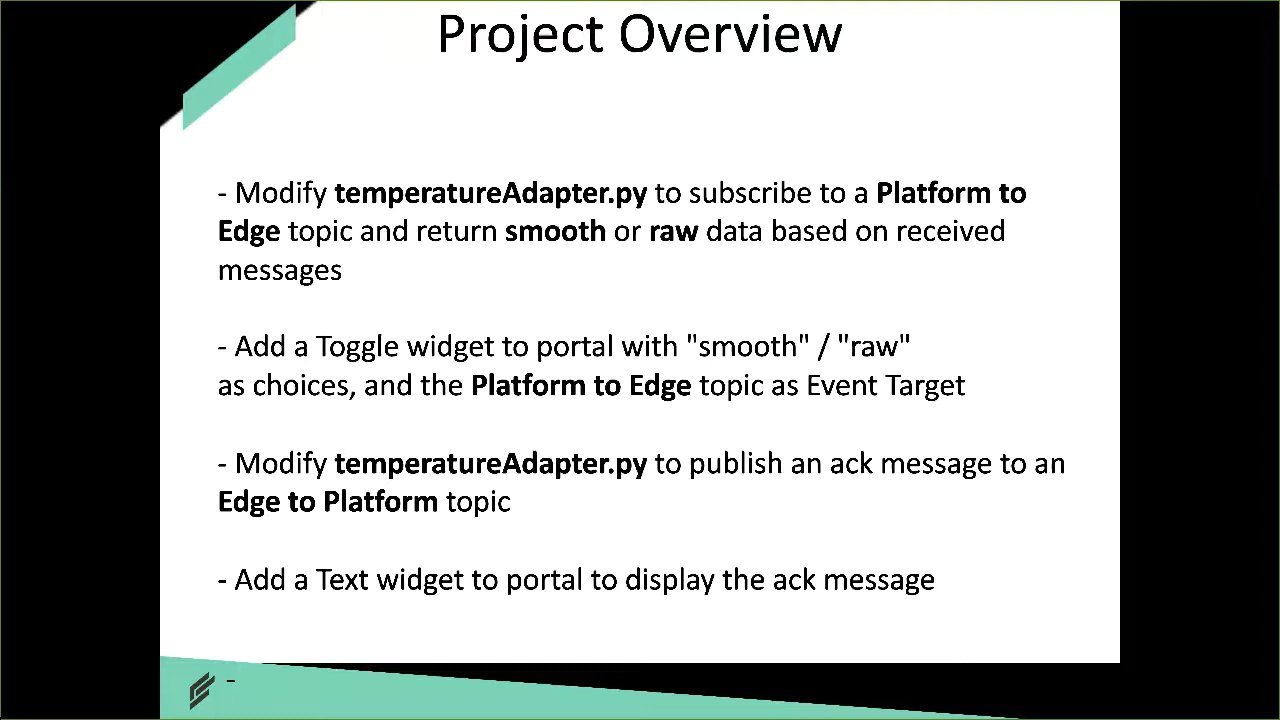 Project Overview
- Modify temperatureAdapter.py to subscribe to a Platform to
Edge topic and return smooth or raw data based on received
messages
- Add a Toggle widget to portal with "smooth" / "raw"
as choices, and the Platform to Edge topic as Event Target
- Modify temperatureAdapter.py to publish an ack message to an
Edge to Platform topic
- Add a Text widget to portal to display the ack message
-